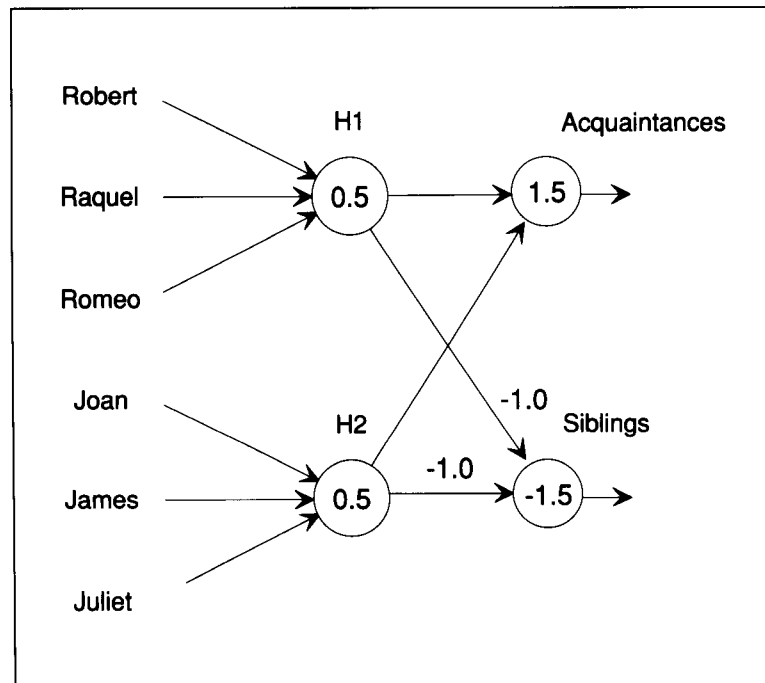 Robert
H1
Acquaintances
Raquel
0.5
1.5
Romeo
Joan
-1.0
H2
Siblings
-1.0
James
0.5
-1.5
Juliet